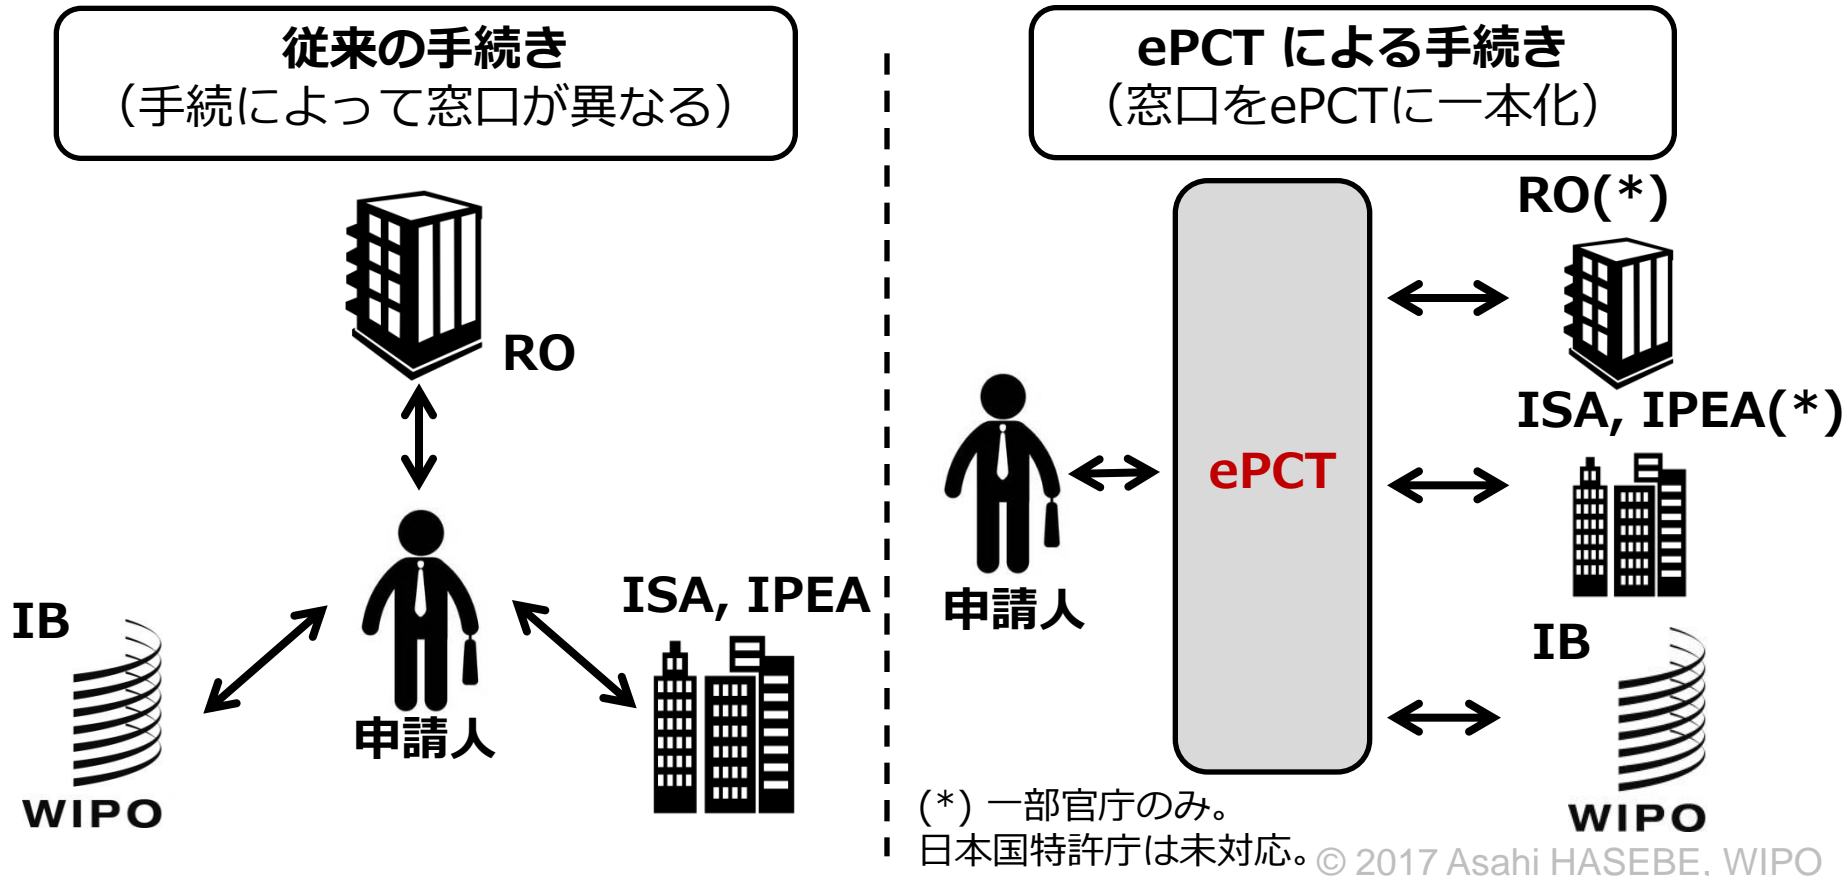 従来の手続き
（手続によって窓口が異なる）
RO
IB
WIPO
申請人
ISA, IPEA
ePCT による手続き
（窓口をePCTに一本化）
RO(*)
ISA, IPEA(*)
ePCT
申請人
IB
WIPO
(*) 一部官庁のみ。
日本国特許庁は未対応。
© 2017 Asahi HASEBE, WIPO